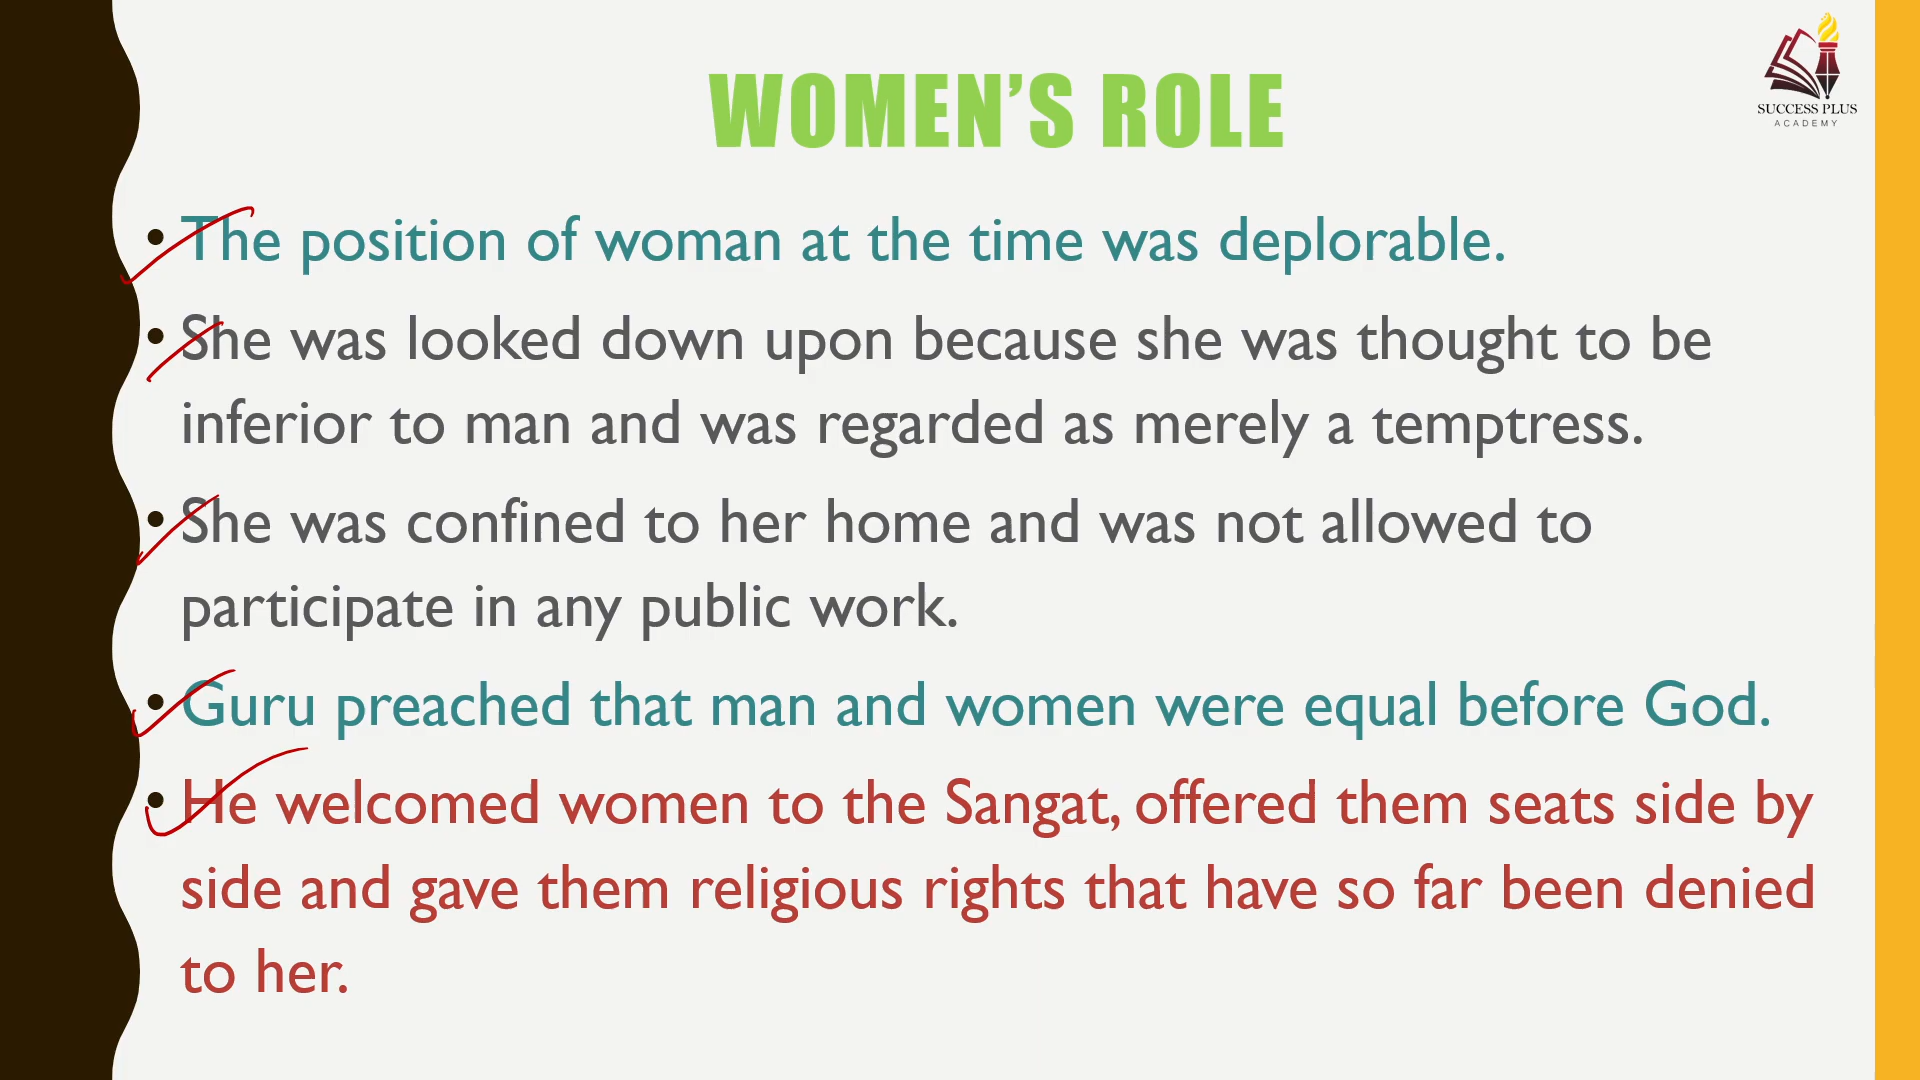 SUCCESS PLUS
ACADEMY
WOMEN'S ROLE
• The position of woman at the time was deplorable.
• She was looked down upon because she was thought to be
inferior to man and was regarded as merely a temptress.
• She was confined to her home and was not allowed to
participate in any public work.
• Guru preached that man and women were equal before God.
• He welcomed women to the Sangat, offered them seats side by
side and gave them religious rights that have so far been denied
to her.